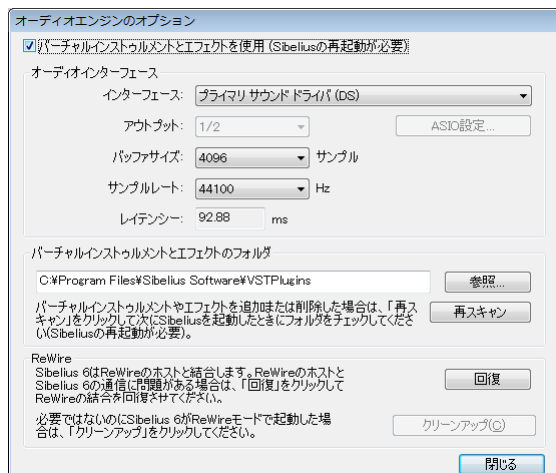 オーディオエンジンのオプション
バーチャルインストゥルメントとエフェクトを使用 (Sibeliusの再起動が必要)
オーディオインターフェース
インターフェース: プライマリ サウンド ドライバ (DS)
アウトプット: 1/2 ASIO設定...
バッファサイズ: 4096 サンプル
サンプルレート: 44100 Hz
レイテンシー: 92.88 ms
バーチャルインストゥルメントとエフェクトのフォルダ
C:¥Program Files¥Sibelius Software¥VSTPlugins 参照...
バーチャルインストゥルメントやエフェクトを追加または削除した場合は、「再ス
キャン」をクリックして次にSibeliusを起動したときにフォルダをチェックしてくださ
い(Sibeliusの再起動が必要)。
再スキャン
ReWire
Sibelius 6はReWireのホストと結合します。ReWireのホストと
Sibelius 6の通信に問題がある場合は、「回復」をクリックして
ReWireの結合を回復させてください。
回復
必要ではないのにSibelius 6がReWireモードで起動した場
合は、「クリーンアップ」をクリックしてください。
クリーンアップ(C)
閉じる